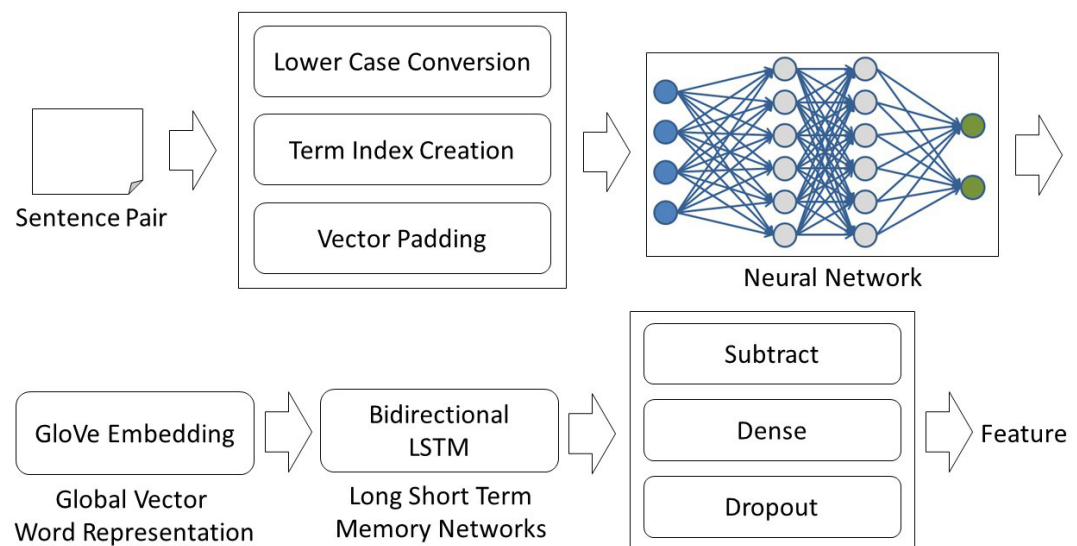 Lower Case Conversion
Term Index Creation
Vector Padding
Sentence Pair
Neural Network
GloVe Embedding
Global Vector
Word Representation
Bidirectional
LSTM
Long Short Term
Memory Networks
Subtract
Dense
Dropout
Feature